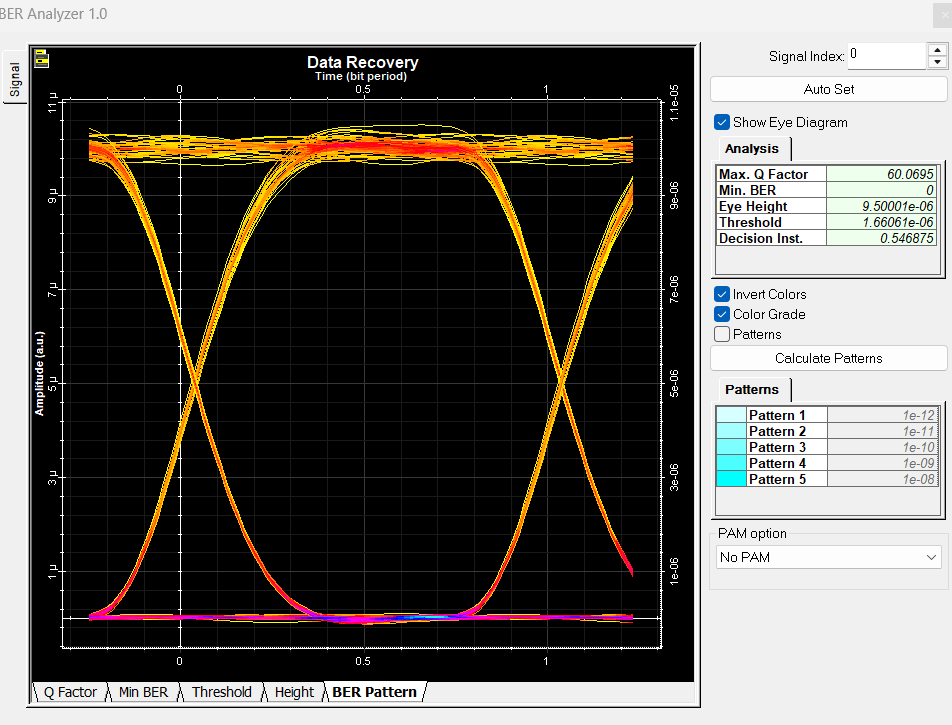 BER Analyzer 1.0
Signal
Data Recovery
Time (bit period)
0 0.5 1
11 µ
9 µ
7 µ
5 µ
3 µ
1 µ
Amplitude (a.u.)
1.1e-05
9e-06
7e-06
5e-06
3e-06
1e-06
0 0.5 1
Q Factor Min BER Threshold Height BER Pattern
Signal Index: 0
Auto Set
Show Eye Diagram
Analysis
Max. Q Factor 60.0695
Min. BER 0
Eye Height 9.50001e-06
Threshold 1.66061e-06
Decision Inst. 0.546875
Invert Colors
Color Grade
Patterns
Calculate Patterns
Patterns
Pattern 1 1e-12
Pattern 2 1e-11
Pattern 3 1e-10
Pattern 4 1e-09
Pattern 5 1e-08
PAM option
No PAM